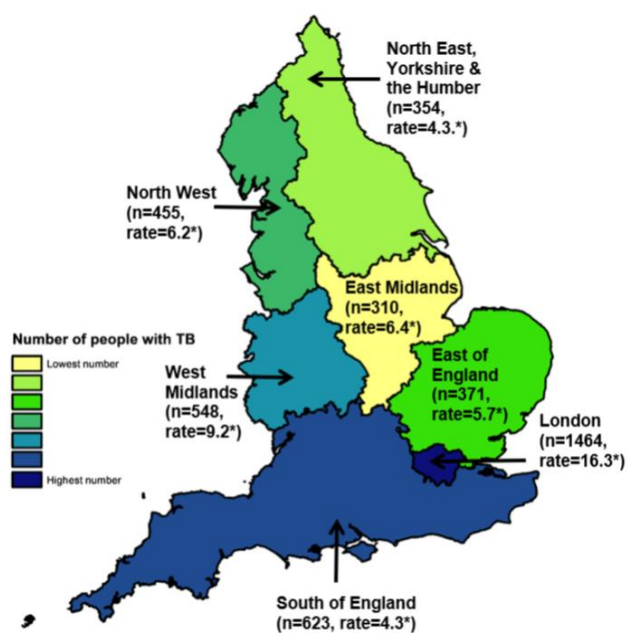 North East,
Yorkshire &
the Humber
(n=354,
rate=4.3.*)
North West
(n=455,
rate=6.2*)
East Midlands
(n=310,
rate=6.4*)
Number of people with TB
Lowest number
Highest number
West
Midlands
(n=548,
rate=9.2*)
East of
England
(n=371,
rate=5.7*)
London
(n=1464,
rate=16.3*)
South of England
(n=623, rate=4.3*)